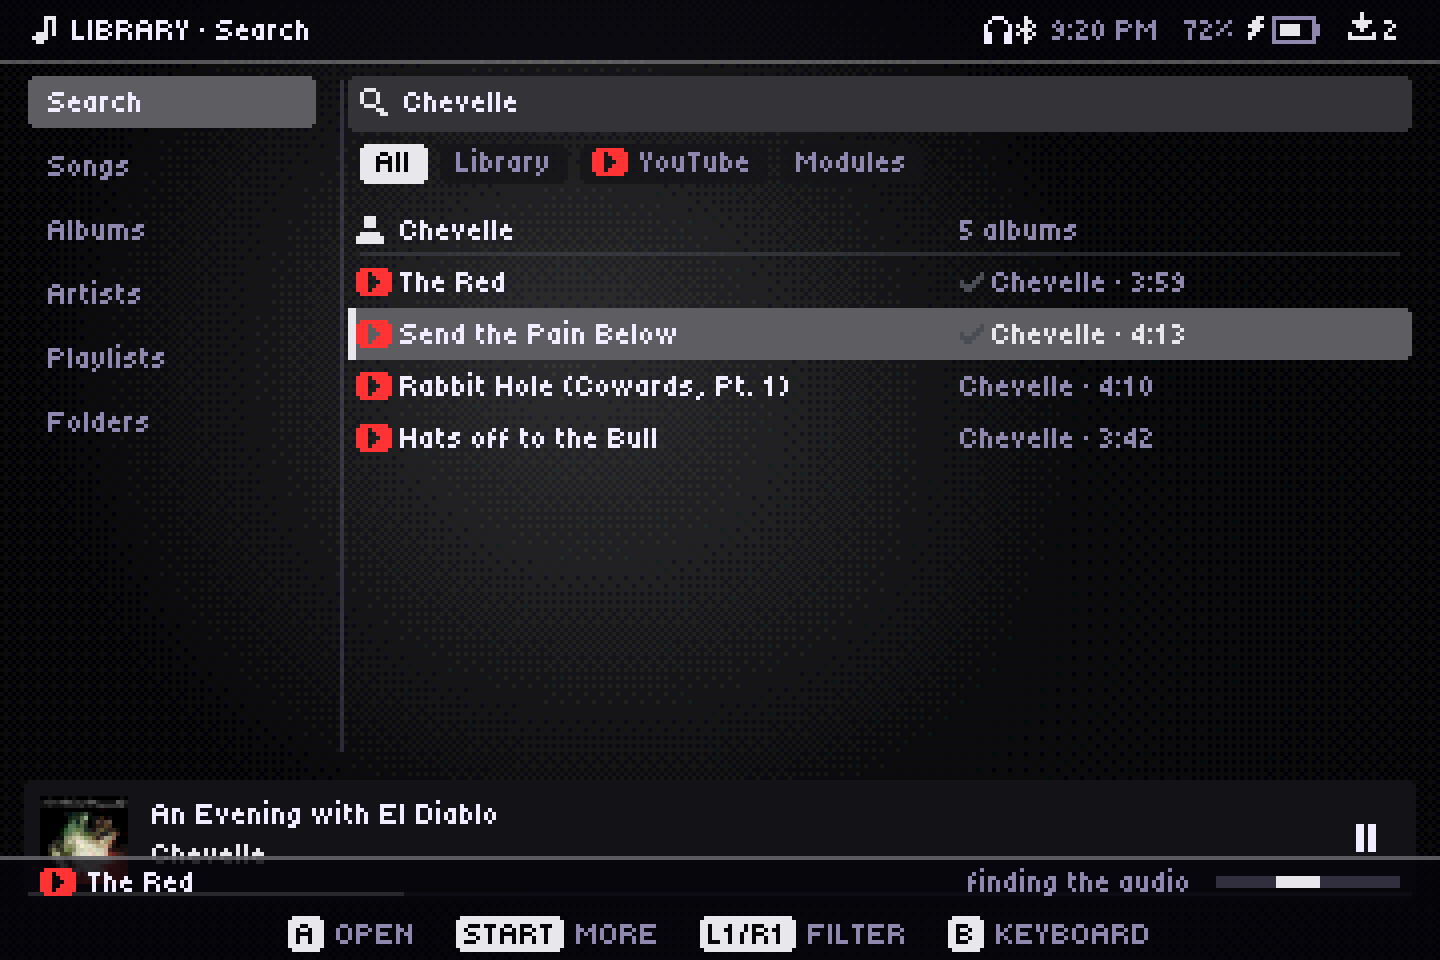 LIBRARY · Search
9:20 PM 72% 2
Search
Songs
Albums
Artists
Playlists
Folders
Chevelle
All Library YouTube Modules
Chevelle 5 albums
The Red Chevelle · 3:59
Send the Pain Below Chevelle · 4:13
Rabbit Hole (Cowards, Pt. 1) Chevelle · 4:10
Hats off to the Bull Chevelle · 3:42
An Evening with El Diablo
Chevelle
The Red finding the audio
A OPEN START MORE L1/R1 FILTER B KEYBOARD